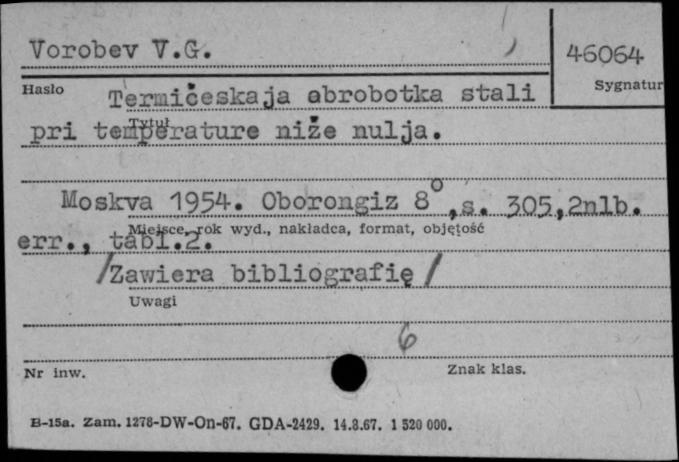 Vorobev V.G.
46064
Hasło
Sygnatur
Termičeskaja obrobotka stali
Tytuł
pri temperature niže nulja.
Moskva 1954. Oborongiz 8°,s. 305,2nlb.
Miejsce, rok wyd., nakładca, format, objętość
err., tabl.2.
/Zawiera bibliografię/
Uwagi
6
Nr inw.
Znak klas.
B-15a. Zam. 1278-DW-On-67. GDA-2429. 14.8.67. 1 520 000.